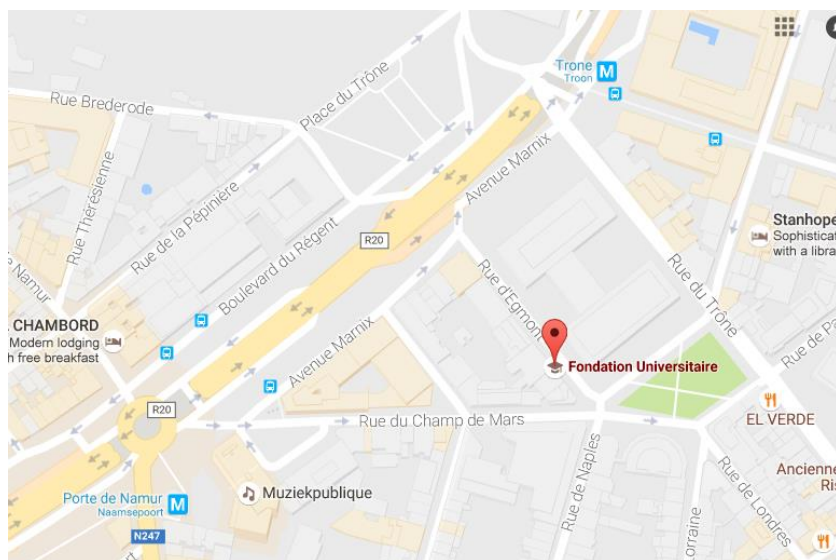 Trone
Troon
M
Rue Brederode
Place du Trône
Rue Thérésienne
Rue de la Pépinière
Avenue Marnix
Stanhope
Sophisticat
with a libra
Boulevard du Régent
R20
Rue d'Egmont
Rue du Trône
Namur
CHAMBORD
Modern lodging
free breakfast
Avenue Marnix
Fondation Universitaire
Rue de Pa
R20
Rue du Champ de Mars
EL VERDE
Rue de Naples
Rue de Londres
Ancienne
Ris
Muziekpublique
Porte de Namur
Naamsepoort
M
N247
Lorraine